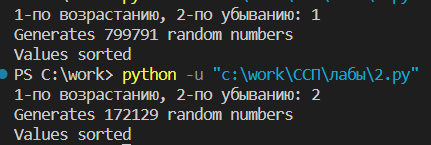 1-по возрастанию, 2-по убыванию: 1
Generates 799791 random numbers
Values sorted
PS C:\work> python -u "c:\work\ССП\лабы\2.py"
1-по возрастанию, 2-по убыванию: 2
Generates 172129 random numbers
Values sorted